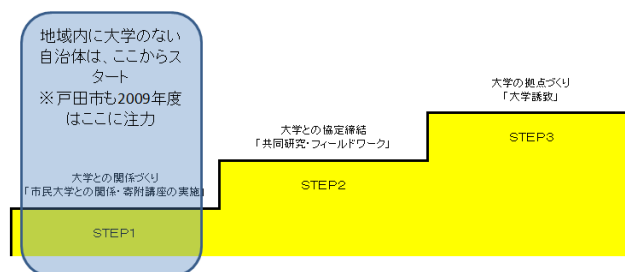 地域内に大学のない
自治体は、ここからス
タート
※戸田市も2009年度
はここに注力
大学との関係づくり
「市民大学との関係・寄附講座の実施」
STEP1
大学との協定締結
「共同研究・フィールドワーク」
STEP2
大学の拠点づくり
「大学誘致」
STEP3